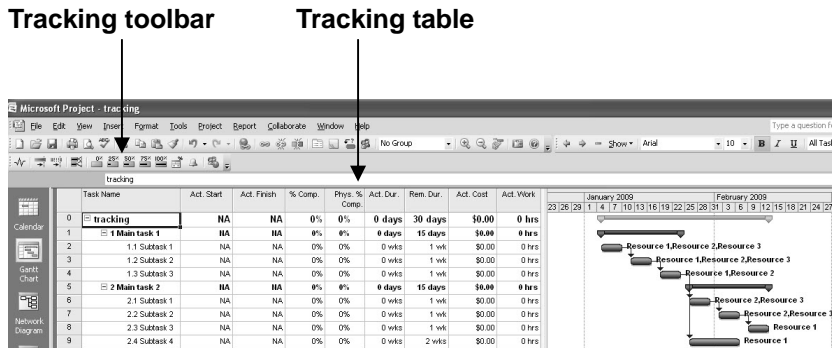 Tracking toolbar Tracking table
Microsoft Project - tracking
File Edit View Insert Format Tools Project Report Collaborate Window Help Type a question f
No Group Show Arial 10 B I U All Tas
0% 25% 50% 75% 100%
tracking
Task Name Act. Start Act. Finish % Comp. Phys. % Comp. Act. Dur. Rem. Dur. Act. Cost Act. Work January 2009 February 2009
23 26 29 1 4 7 10 13 16 19 22 25 28 31 3 6 9 12 15 18 21 24 27
Calendar
Gantt Chart
Network Diagram
0 tracking NA NA 0% 0% 0 days 30 days $0.00 0 hrs
1 1 Main task 1 NA NA 0% 0% 0 days 15 days $0.00 0 hrs
2 1.1 Subtask 1 NA NA 0% 0% 0 wks 1 wk $0.00 0 hrs Resource 1,Resource 2,Resource 3
3 1.2 Subtask 2 NA NA 0% 0% 0 wks 1 wk $0.00 0 hrs Resource 1,Resource 2,Resource 3
4 1.3 Subtask 3 NA NA 0% 0% 0 wks 1 wk $0.00 0 hrs Resource 1,Resource 2
5 2 Main task 2 NA NA 0% 0% 0 days 15 days $0.00 0 hrs
6 2.1 Subtask 1 NA NA 0% 0% 0 wks 1 wk $0.00 0 hrs Resource 2,Resource 3
7 2.2 Subtask 2 NA NA 0% 0% 0 wks 1 wk $0.00 0 hrs Resource 2,Resource 3
8 2.3 Subtask 3 NA NA 0% 0% 0 wks 1 wk $0.00 0 hrs Resource 1
9 2.4 Subtask 4 NA NA 0% 0% 0 wks 2 wks $0.00 0 hrs Resource 1